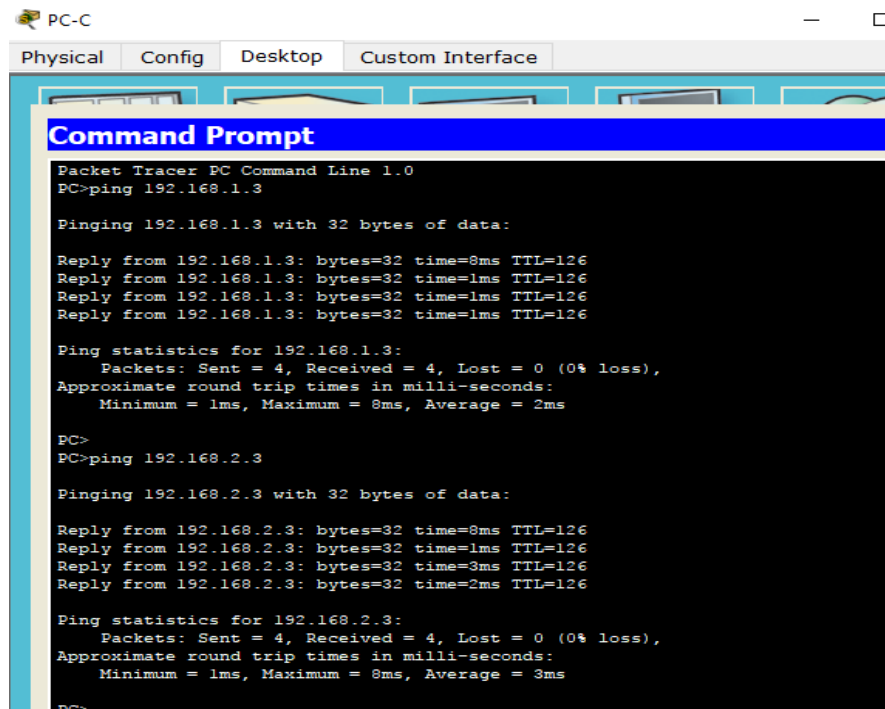 PC-C
Physical Config Desktop Custom Interface
Command Prompt
Packet Tracer PC Command Line 1.0
PC>ping 192.168.1.3
Pinging 192.168.1.3 with 32 bytes of data:
Reply from 192.168.1.3: bytes=32 time=8ms TTL=126
Reply from 192.168.1.3: bytes=32 time=1ms TTL=126
Reply from 192.168.1.3: bytes=32 time=1ms TTL=126
Reply from 192.168.1.3: bytes=32 time=1ms TTL=126
Ping statistics for 192.168.1.3:
Packets: Sent = 4, Received = 4, Lost = 0 (0% loss),
Approximate round trip times in milli-seconds:
Minimum = 1ms, Maximum = 8ms, Average = 2ms
PC>
PC>ping 192.168.2.3
Pinging 192.168.2.3 with 32 bytes of data:
Reply from 192.168.2.3: bytes=32 time=8ms TTL=126
Reply from 192.168.2.3: bytes=32 time=1ms TTL=126
Reply from 192.168.2.3: bytes=32 time=3ms TTL=126
Reply from 192.168.2.3: bytes=32 time=2ms TTL=126
Ping statistics for 192.168.2.3:
Packets: Sent = 4, Received = 4, Lost = 0 (0% loss),
Approximate round trip times in milli-seconds:
Minimum = 1ms, Maximum = 8ms, Average = 3ms
PC>